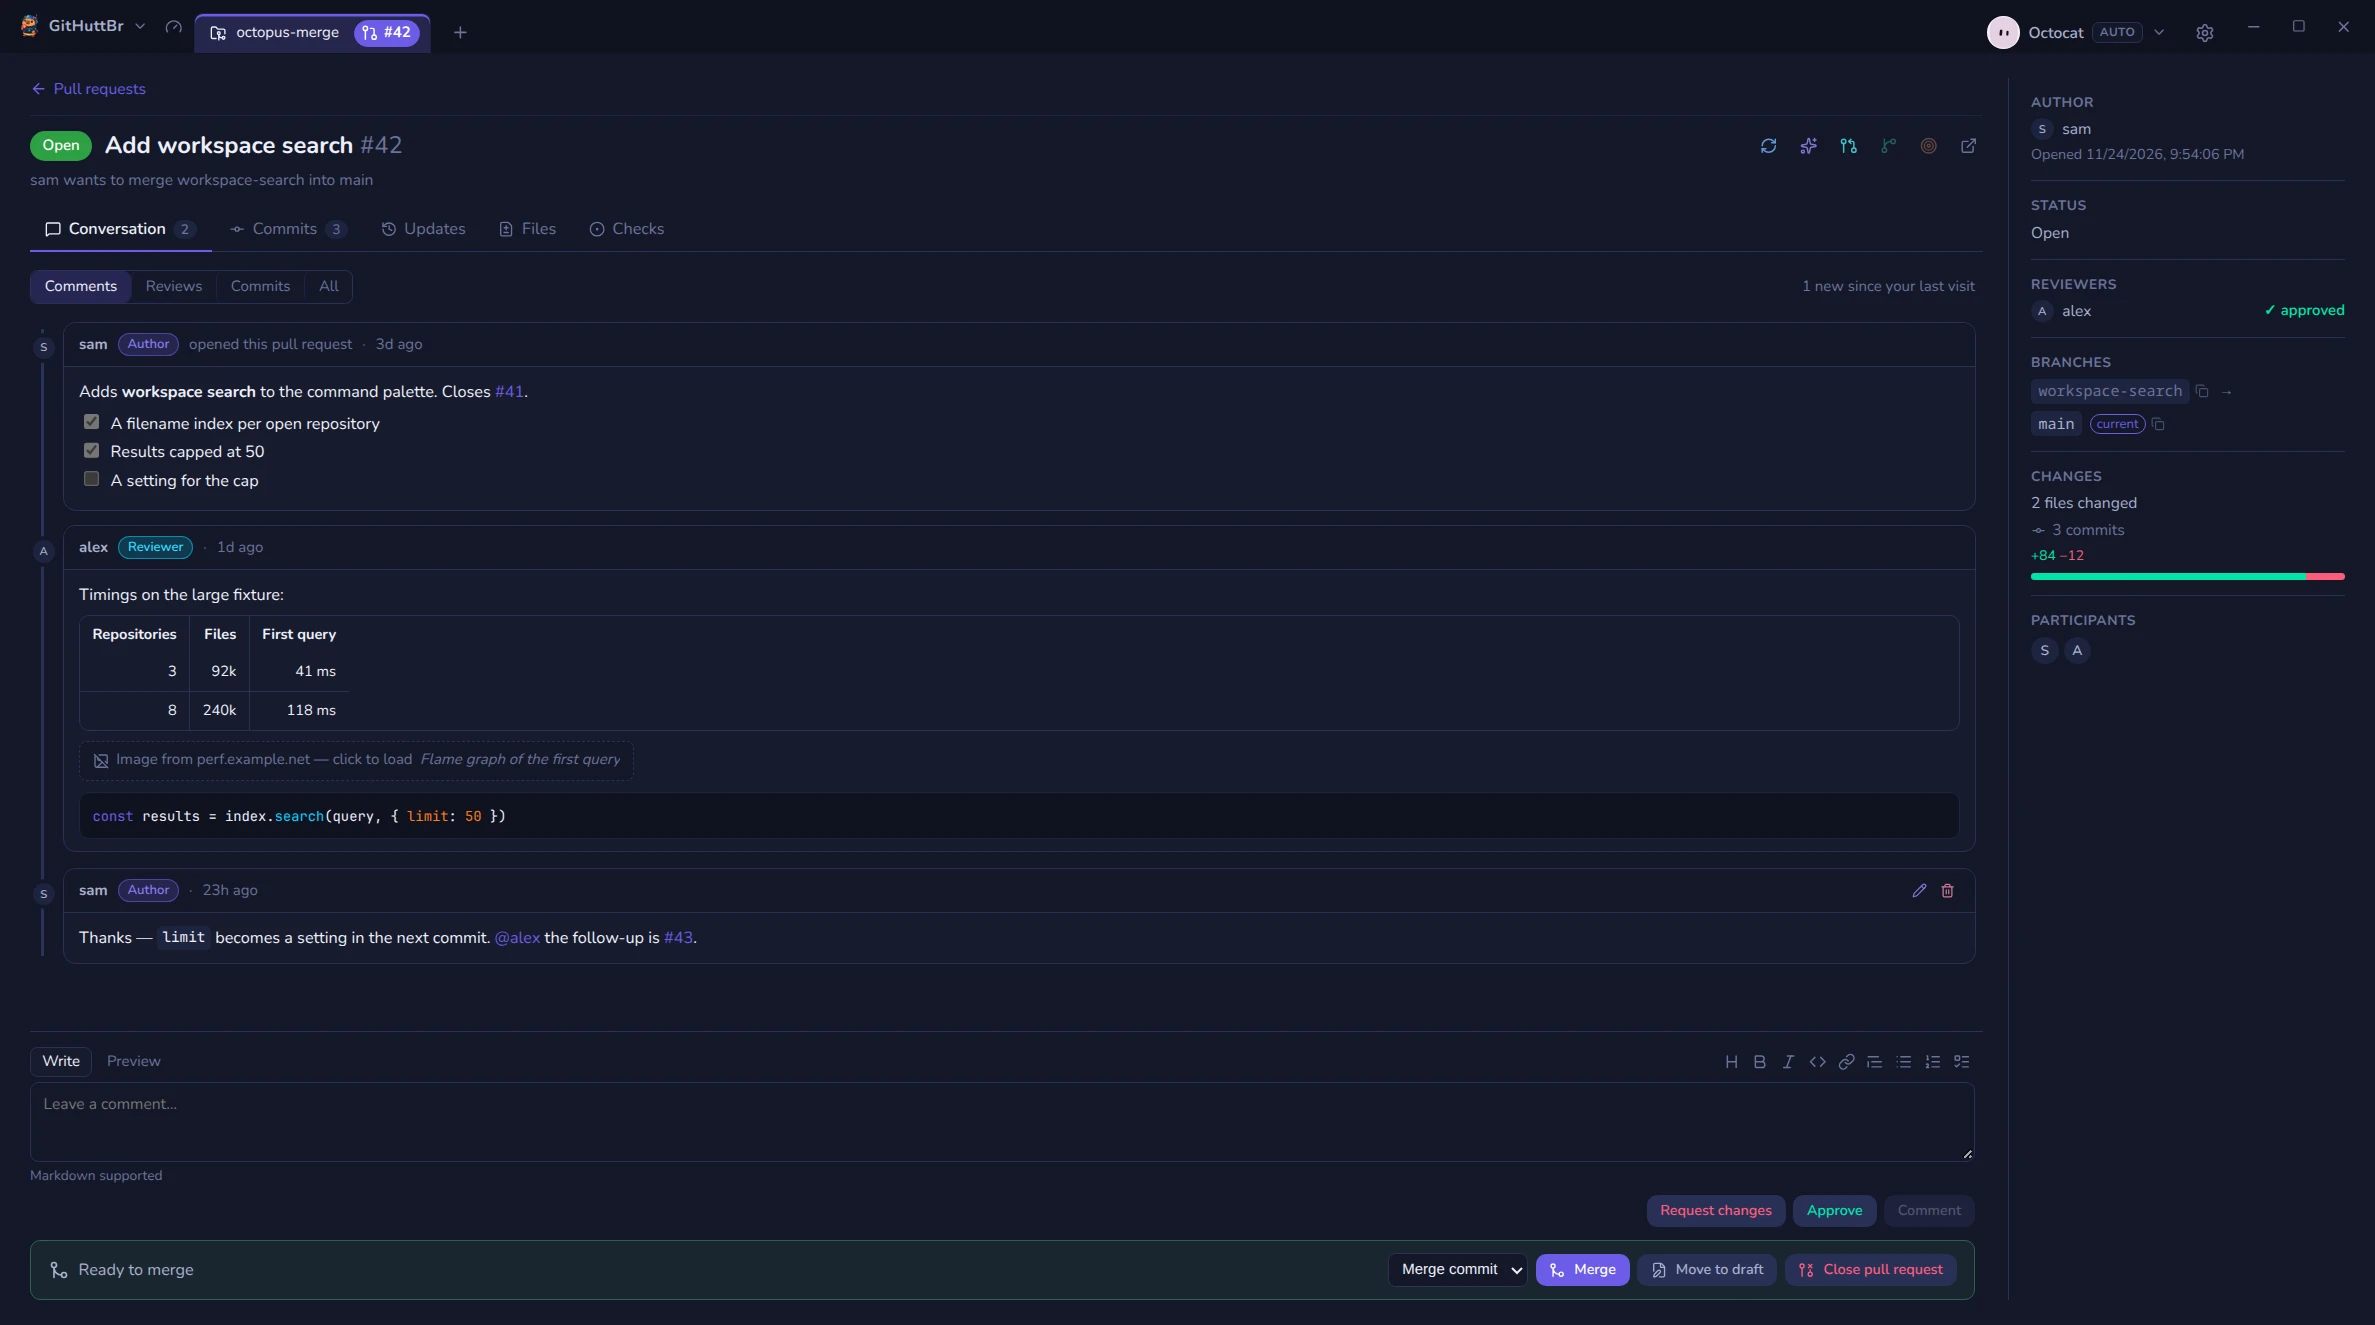 GitHuttBr
octopus-merge #42
Octocat AUTO
Pull requests
Open Add workspace search #42
sam wants to merge workspace-search into main
Conversation 2 Commits 3 Updates Files Checks
Comments Reviews Commits All
1 new since your last visit
S sam Author opened this pull request · 3d ago
Adds workspace search to the command palette. Closes #41.
A filename index per open repository
Results capped at 50
A setting for the cap
A alex Reviewer · 1d ago
Timings on the large fixture:
Repositories Files First query
3 92k 41 ms
8 240k 118 ms
Image from perf.example.net — click to load Flame graph of the first query
const results = index.search(query, { limit: 50 })
S sam Author · 23h ago
Thanks — limit becomes a setting in the next commit. @alex the follow-up is #43.
Write Preview
Leave a comment...
Markdown supported
Request changes Approve Comment
Ready to merge
Merge commit Merge Move to draft Close pull request
AUTHOR
S sam
Opened 11/24/2026, 9:54:06 PM
STATUS
Open
REVIEWERS
A alex ✓ approved
BRANCHES
workspace-search →
main current
CHANGES
2 files changed
3 commits
+84 −12
PARTICIPANTS
S A